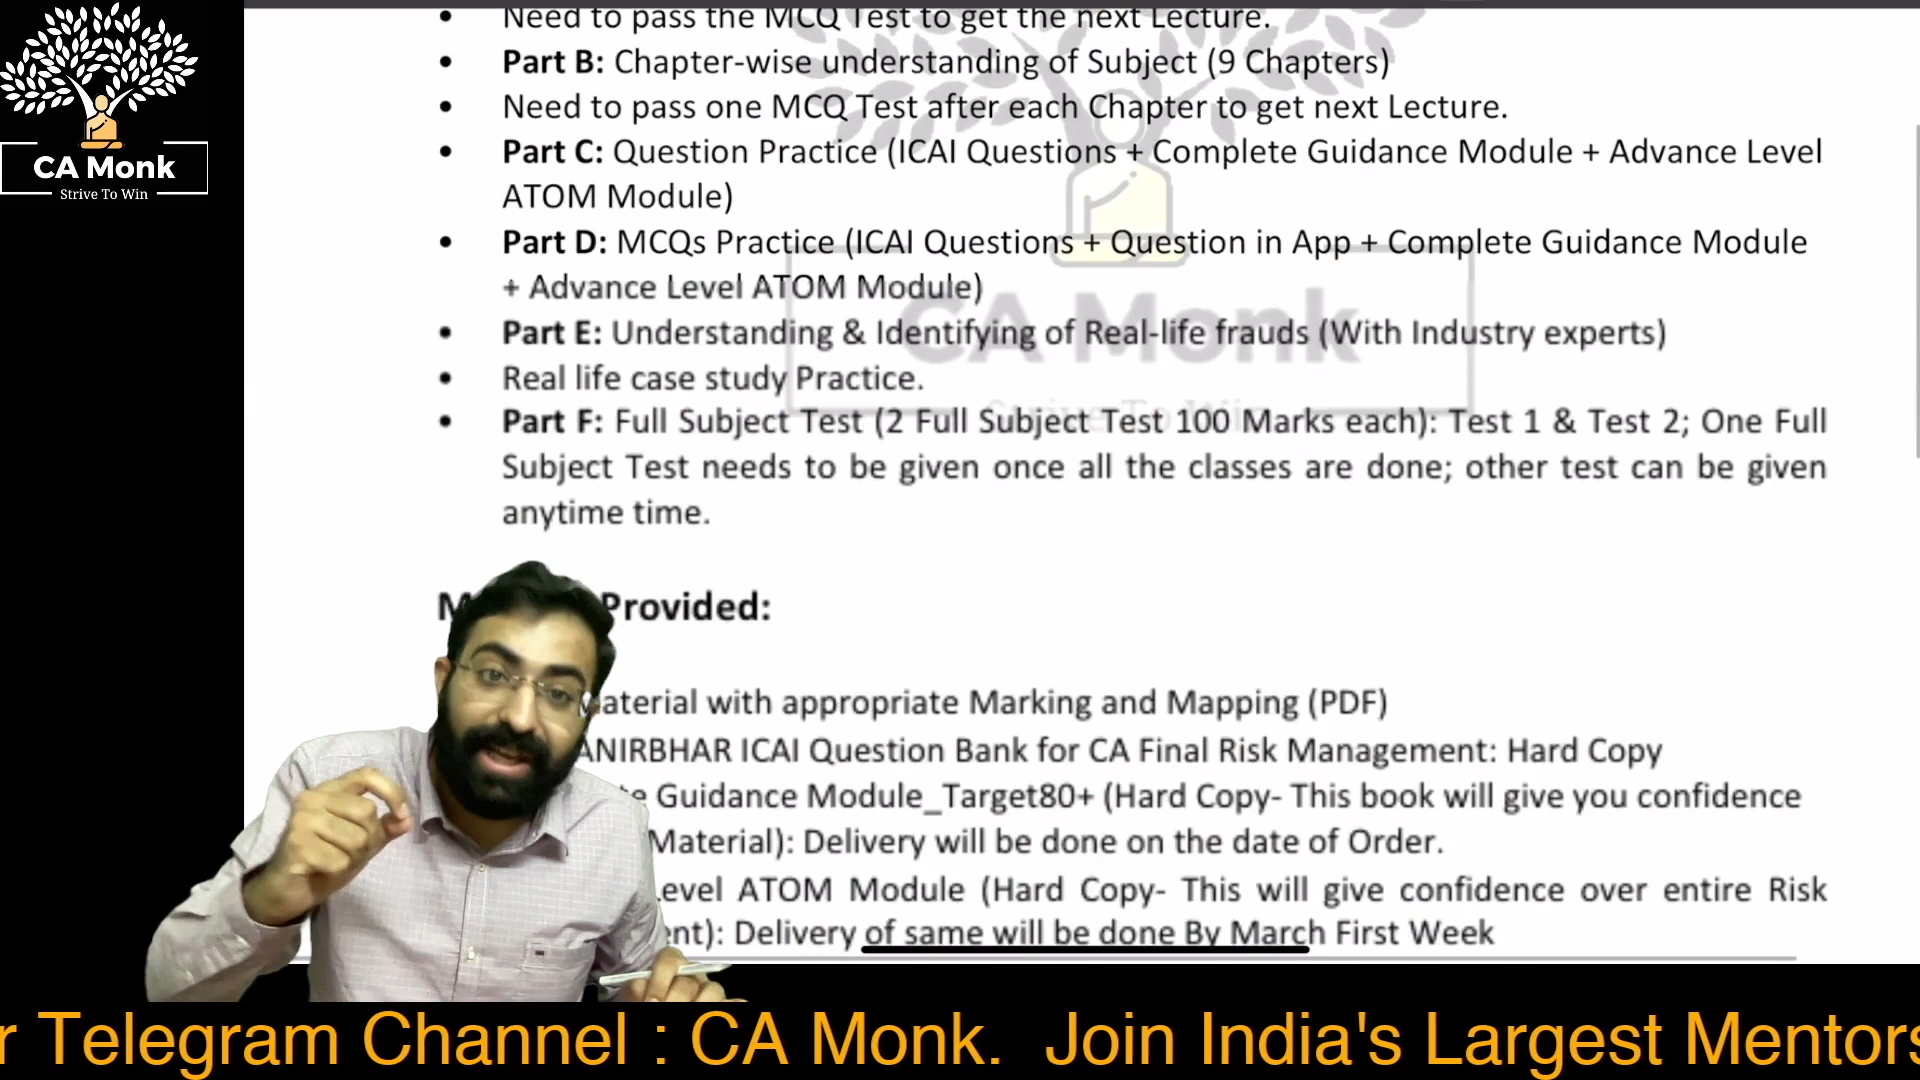 Need to pass the MCQ Test to get the next Lecture.
Part B: Chapter-wise understanding of Subject (9 Chapters)
Need to pass one MCQ Test after each Chapter to get next Lecture.
Part C: Question Practice (ICAI Questions + Complete Guidance Module + Advance Level
ATOM Module)
Part D: MCQs Practice (ICAI Questions + Question in App + Complete Guidance Module
+ Advance Level ATOM Module)
Part E: Understanding & Identifying of Real-life frauds (With Industry experts)
Real life case study Practice.
Part F: Full Subject Test (2 Full Subject Test 100 Marks each): Test 1 & Test 2; One Full
Subject Test needs to be given once all the classes are done; other test can be given
anytime time.
Provided:
Material with appropriate Marking and Mapping (PDF)
ANIRBHAR ICAI Question Bank for CA Final Risk Management: Hard Copy
Guidance Module_Target80+ (Hard Copy- This book will give you confidence
Material): Delivery will be done on the date of Order.
Level ATOM Module (Hard Copy- This will give confidence over entire Risk
ent): Delivery of same will be done By March First Week
CA Monk
Strive To Win
CA Monk
r Telegram Channel : CA Monk. Join India's Largest Mentors